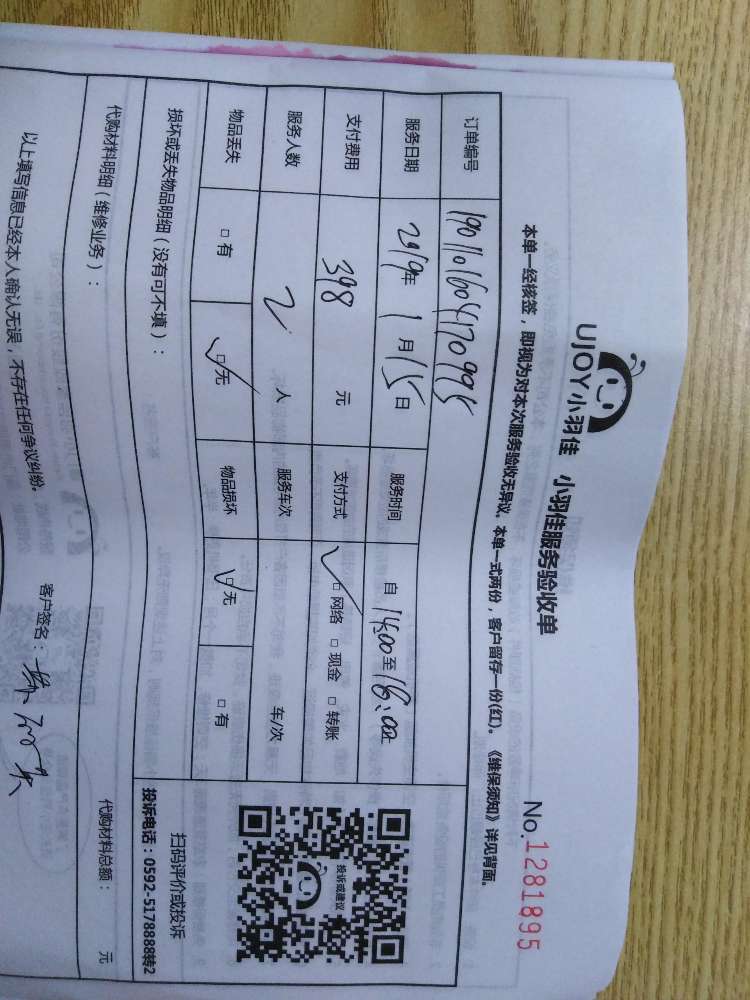 UJOY小羽佳 小羽佳服务验收单
No.1281895
本单一经核签，即视为对本次服务验收无异议。本单一式两份，客户留存一份(红)。《维保须知》详见背面。
订单编号 1901101604170995
服务日期 2019年1月15日 服务时间 自14:00至18:00
支付费用 398 元 支付方式 ☑网络 □现金 □转账
服务人数 2 人 服务车次 车/次
物品丢失 □有 ☑无 物品损坏 ☑无 □有
损坏或丢失物品明细（没有可不填）：
投诉或建议
扫码评价或投诉
投诉电话：0592-5178888转2
代购材料明细（维修业务）： 代购材料总额： 元
以上填写信息已经本人确认无误，不存在任何争议纠纷。 客户签名：